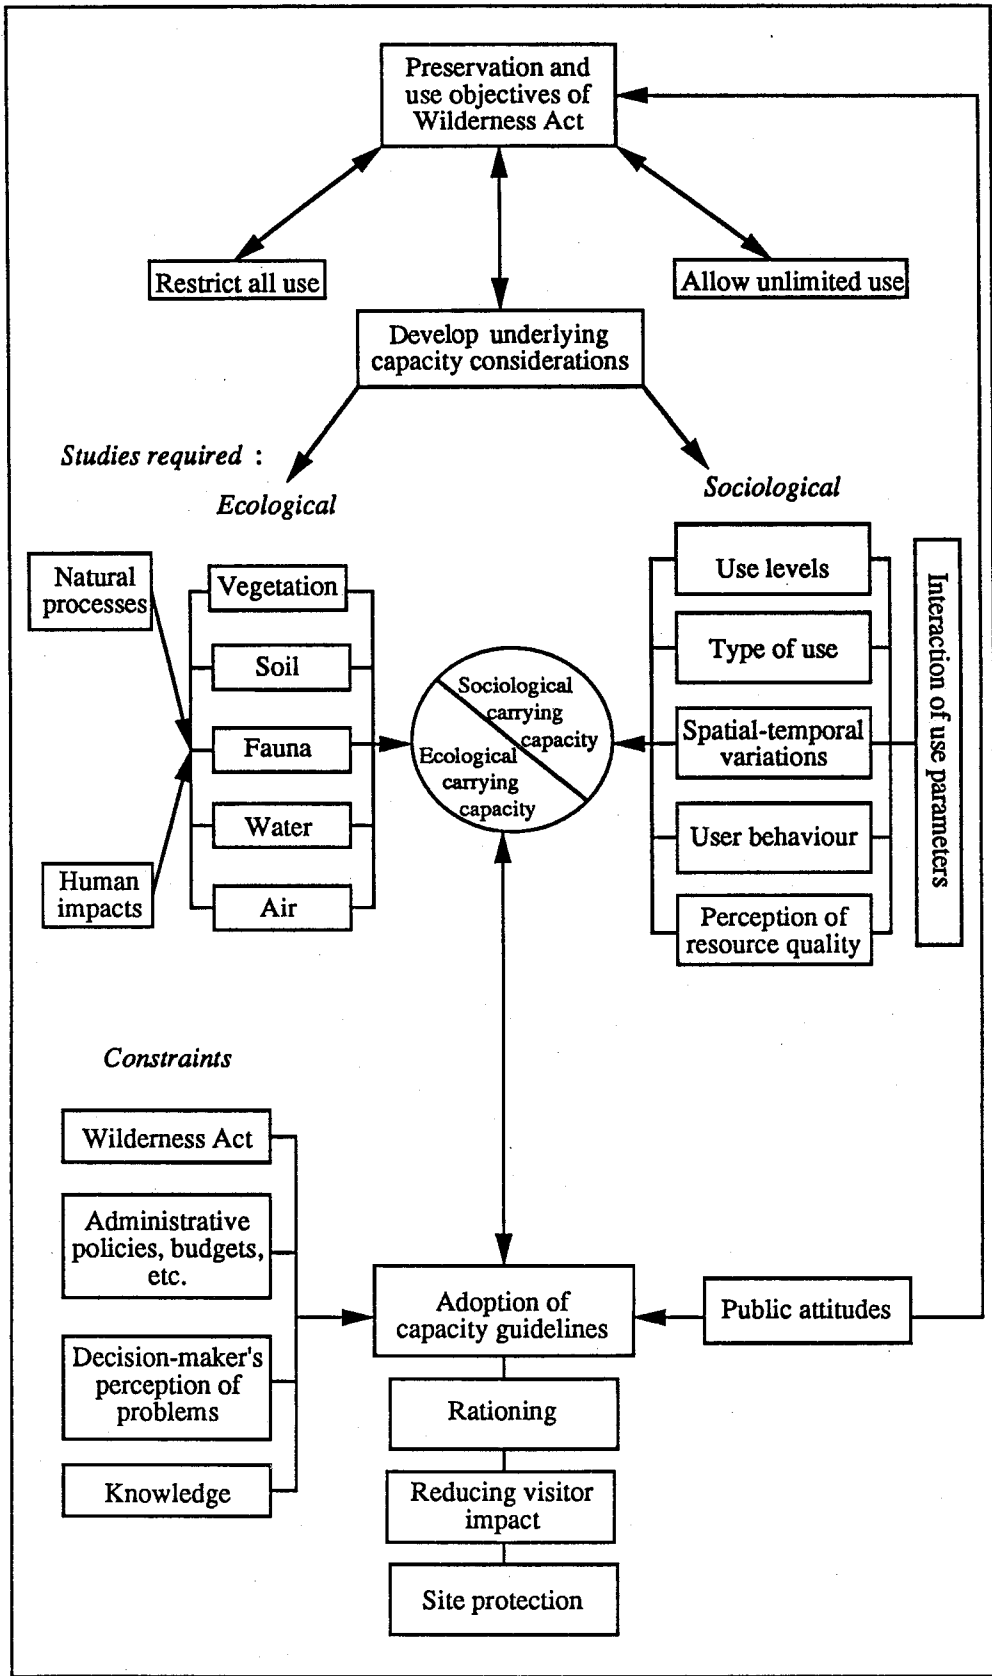 Preservation and
use objectives of
Wilderness Act
Restrict all use
Allow unlimited use
Develop underlying
capacity considerations
Studies required :
Ecological
Sociological
Natural
processes
Human
impacts
Vegetation
Soil
Fauna
Water
Air
Sociological
carrying
capacity
Ecological
carrying
capacity
Use levels
Type of use
Spatial-temporal
variations
User behaviour
Perception of
resource quality
Interaction of use parameters
Constraints
Wilderness Act
Administrative
policies, budgets,
etc.
Decision-maker's
perception of
problems
Knowledge
Adoption of
capacity guidelines
Public attitudes
Rationing
Reducing visitor
impact
Site protection